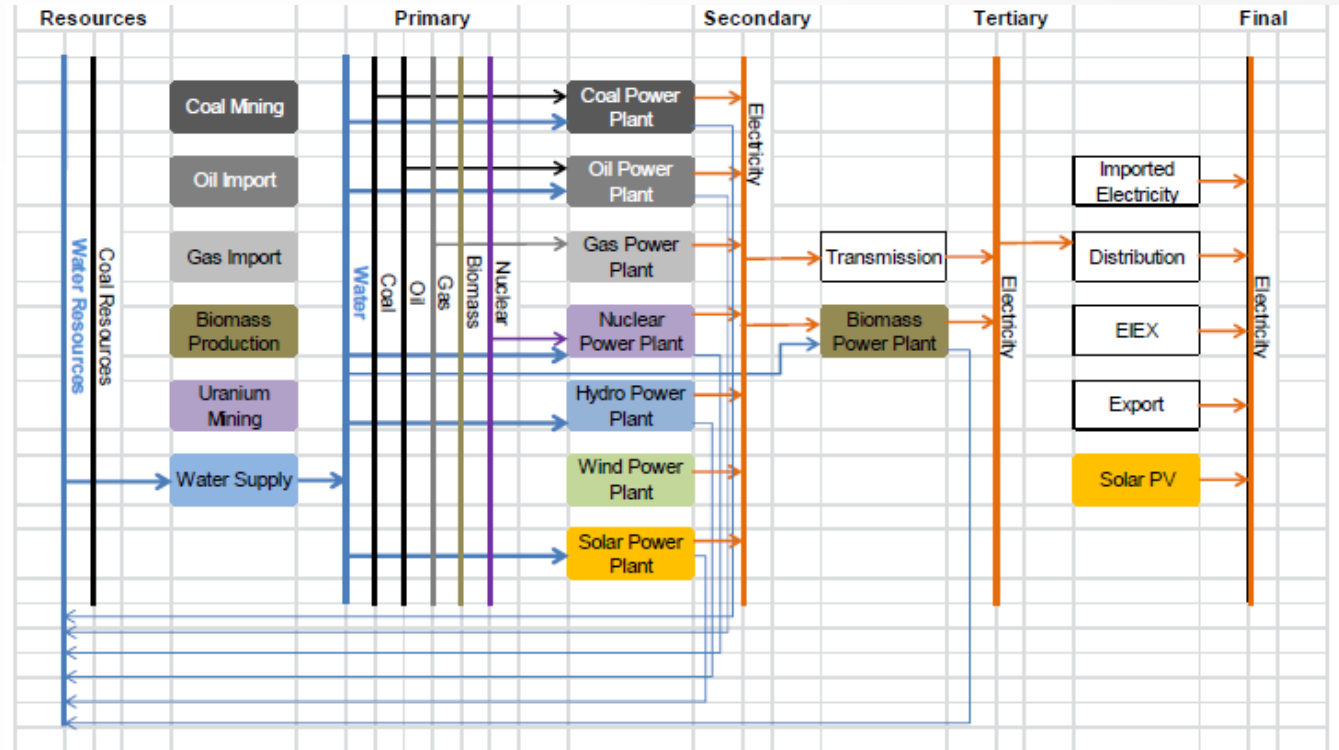 Resources
Primary
Secondary
Tertiary
Final
Coal Mining
Oil Import
Gas Import
Biomass
Production
Uranium
Mining
Water Supply
Water Resources
Coal Resources
Water
Coal
Oil
Gas
Biomass
Nuclear
Coal Power
Plant
Oil Power
Plant
Gas Power
Plant
Nuclear
Power Plant
Hydro Power
Plant
Wind Power
Plant
Solar Power
Plant
Electricity
Transmission
Biomass
Power Plant
Electricity
Imported
Electricity
Distribution
EIEX
Export
Solar PV
Electricity